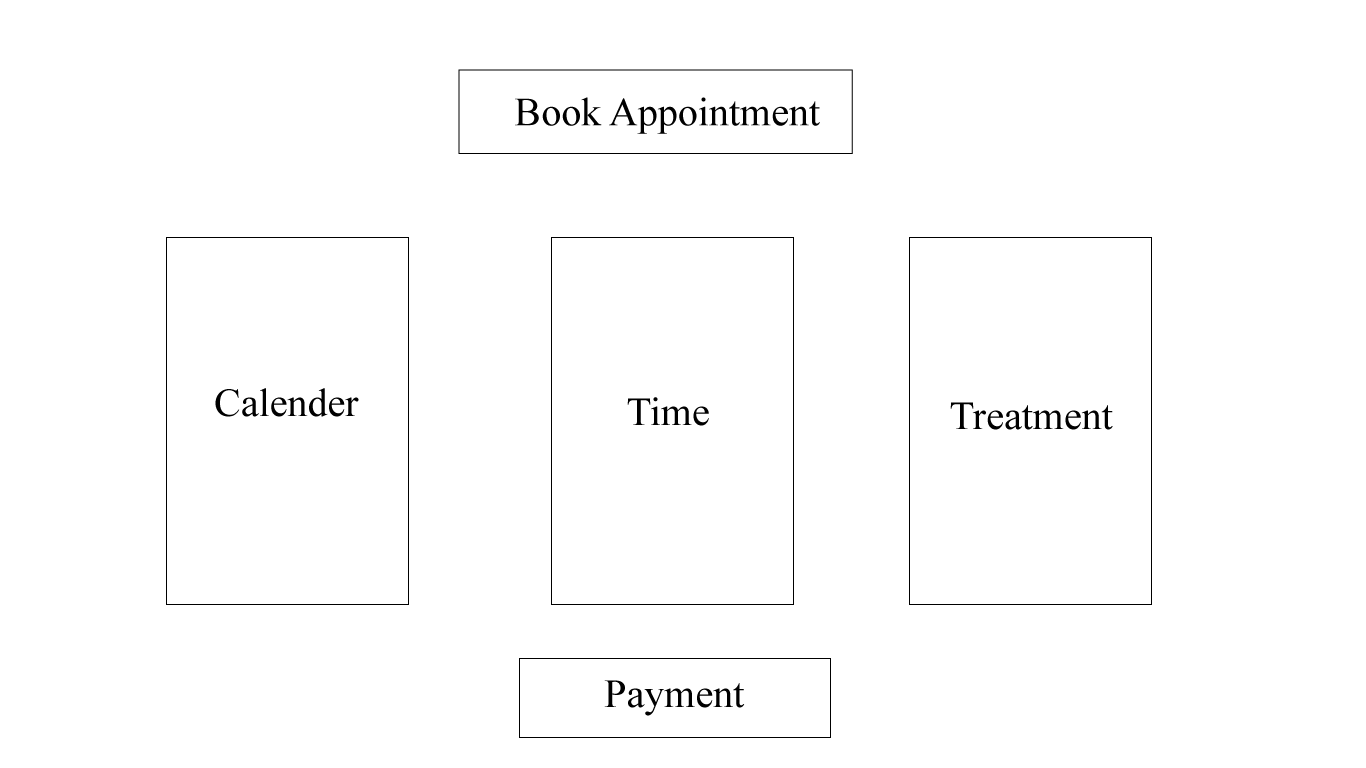 Book Appointment
Calender
Time
Treatment
Payment